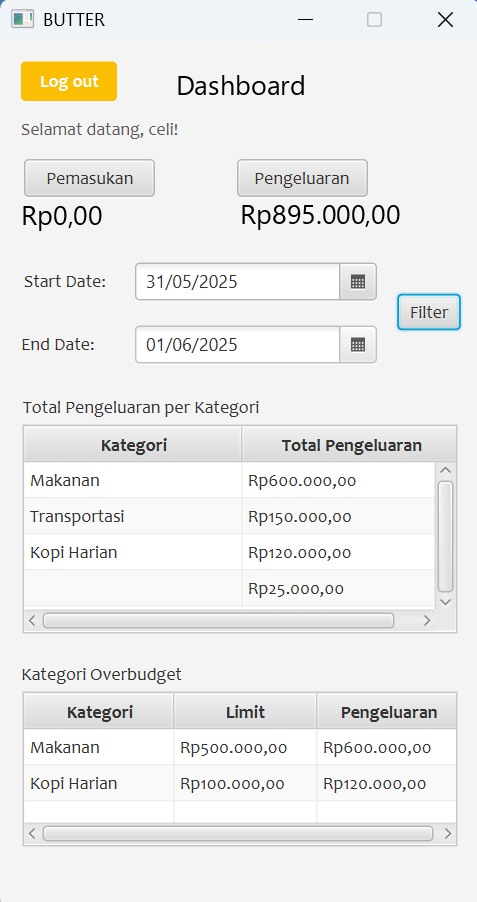 BUTTER
Log out
Dashboard
Selamat datang, celi!
Pemasukan Pengeluaran
Rp0,00 Rp895.000,00
Start Date: 31/05/2025
Filter
End Date: 01/06/2025
Total Pengeluaran per Kategori
Kategori Total Pengeluaran
Makanan Rp600.000,00
Transportasi Rp150.000,00
Kopi Harian Rp120.000,00
Rp25.000,00
Kategori Overbudget
Kategori Limit Pengeluaran
Makanan Rp500.000,00 Rp600.000,00
Kopi Harian Rp100.000,00 Rp120.000,00